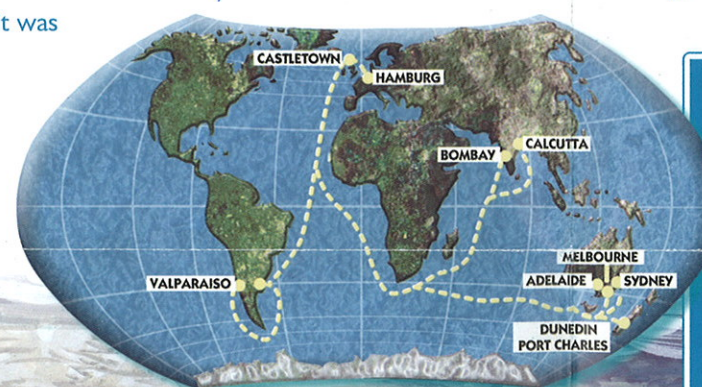 t was
CASTLETOWN
HAMBURG
CALCUTTA
BOMBAY
MELBOURNE
VALPARAISO
ADELAIDE
SYDNEY
DUNEDIN
PORT CHARLES